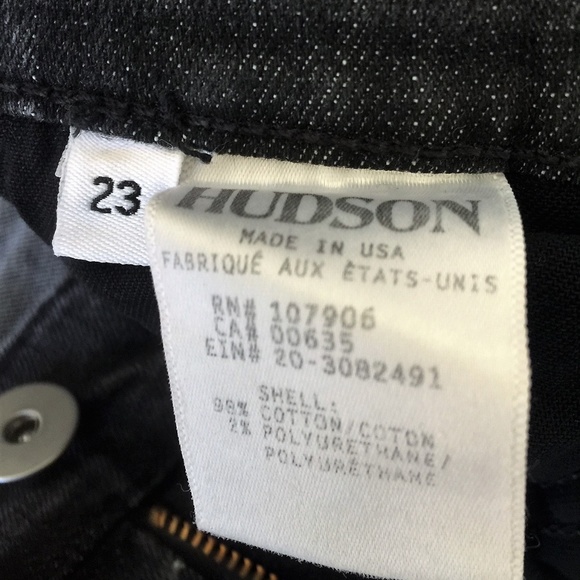 23
HUDSON
MADE IN USA
FABRIQUÉ AUX ÉTATS-UNIS
RN# 107906
CA# 00635
EIN# 20-3082491
SHELL:
98% COTTON/COTON
2% POLYURETHANE/
POLYURÉTHANE